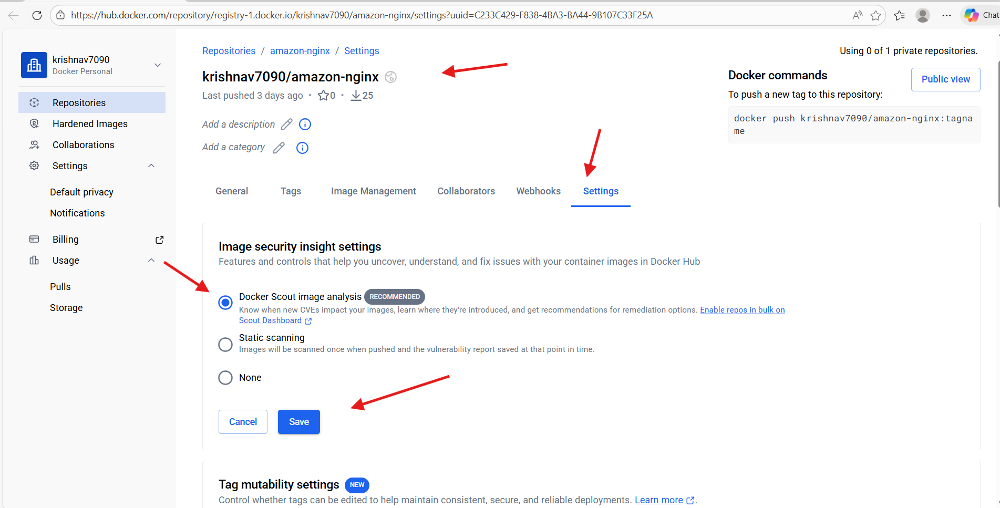 https://hub.docker.com/repository/registry-1.docker.io/krishnav7090/amazon-nginx/settings?uuid=C233C429-F838-4BA3-BA44-9B107C33F25A
Chat
krishnav7090
Docker Personal
Repositories
Hardened Images
Collaborations
Settings
Default privacy
Notifications
Billing
Usage
Pulls
Storage
Repositories / amazon-nginx / Settings
Using 0 of 1 private repositories.
krishnav7090/amazon-nginx
Last pushed 3 days ago • 0 • 25
Add a description
Add a category
Docker commands
Public view
To push a new tag to this repository:
docker push krishnav7090/amazon-nginx:tagna
me
General Tags Image Management Collaborators Webhooks Settings
Image security insight settings
Features and controls that help you uncover, understand, and fix issues with your container images in Docker Hub
Docker Scout image analysis RECOMMENDED
Know when new CVEs impact your images, learn where they're introduced, and get recommendations for remediation options. Enable repos in bulk on
Scout Dashboard
Static scanning
Images will be scanned once when pushed and the vulnerability report saved at that point in time.
None
Cancel Save
Tag mutability settings NEW
Control whether tags can be edited to help maintain consistent, secure, and reliable deployments. Learn more .